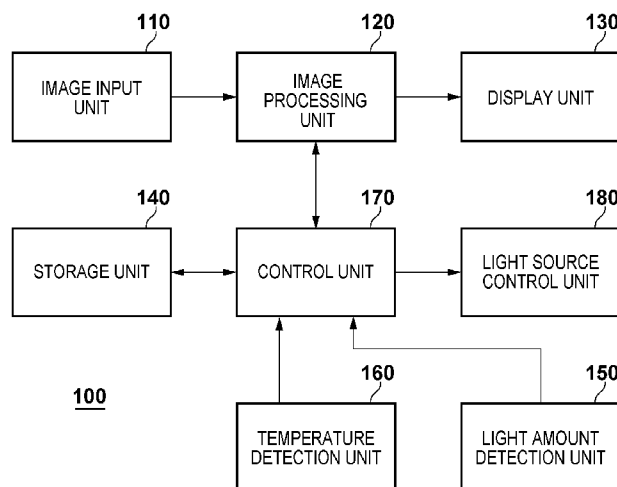 110
IMAGE INPUT
UNIT
120
IMAGE
PROCESSING
UNIT
130
DISPLAY UNIT
140
STORAGE UNIT
170
CONTROL UNIT
180
LIGHT SOURCE
CONTROL UNIT
100
160
TEMPERATURE
DETECTION UNIT
150
LIGHT AMOUNT
DETECTION UNIT